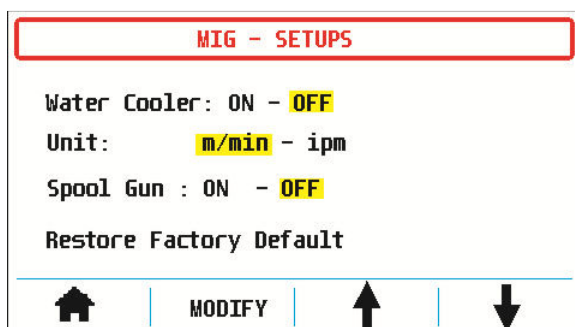 MIG - SETUPS
Water Cooler: ON - OFF
Unit: m/min - ipm
Spool Gun : ON - OFF
Restore Factory Default
MODIFY